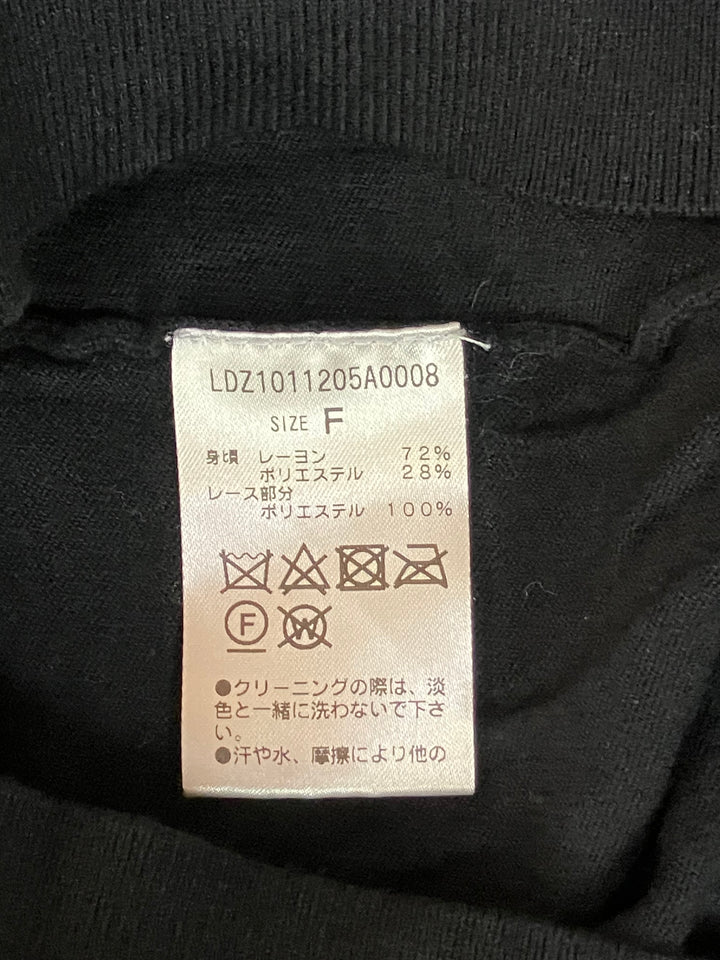 LDZ1011205A0008
SIZE F
身頃 レーヨン 72%
ポリエステル 28%
レース部分
ポリエステル 100%
F W
●クリーニングの際は、淡
色と一緒に洗わないで下さ
い。
●汗や水、摩擦により他の